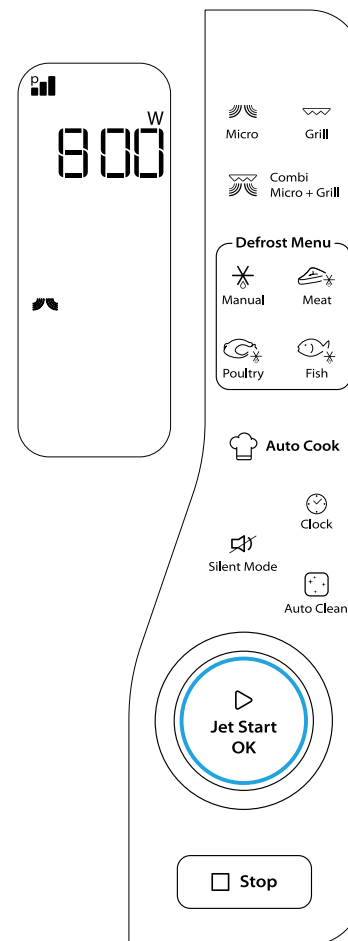 P
W
800
Micro
Grill
Combi
Micro + Grill
Defrost Menu
Manual
Meat
Poultry
Fish
Auto Cook
Clock
Silent Mode
Auto Clean
Jet Start
OK
Stop